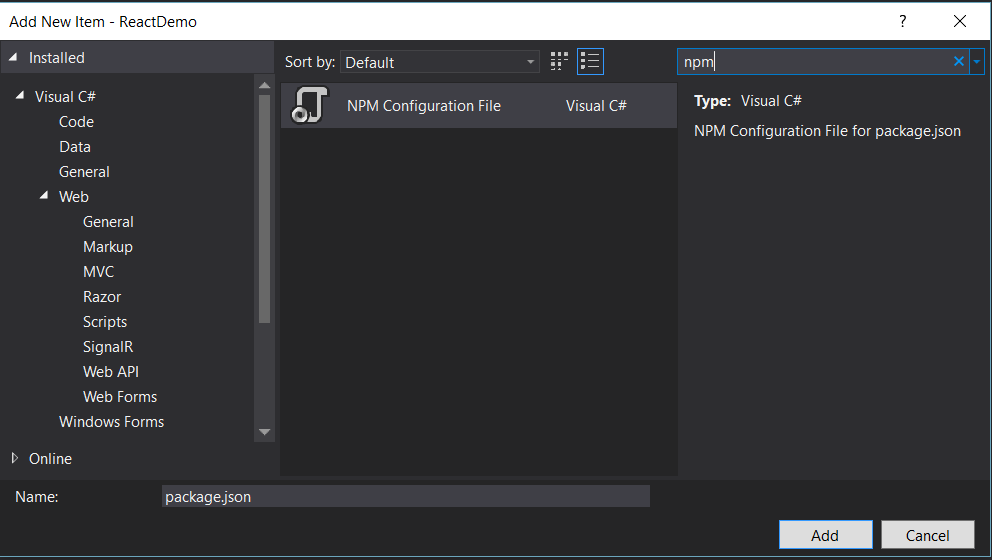 Add New Item - ReactDemo
?
Installed
Sort by: Default
npm
Visual C#
Code
Data
General
Web
General
Markup
MVC
Razor
Scripts
SignalR
Web API
Web Forms
Windows Forms
Online
NPM Configuration File Visual C#
Type: Visual C#
NPM Configuration File for package.json
Name: package.json
Add Cancel